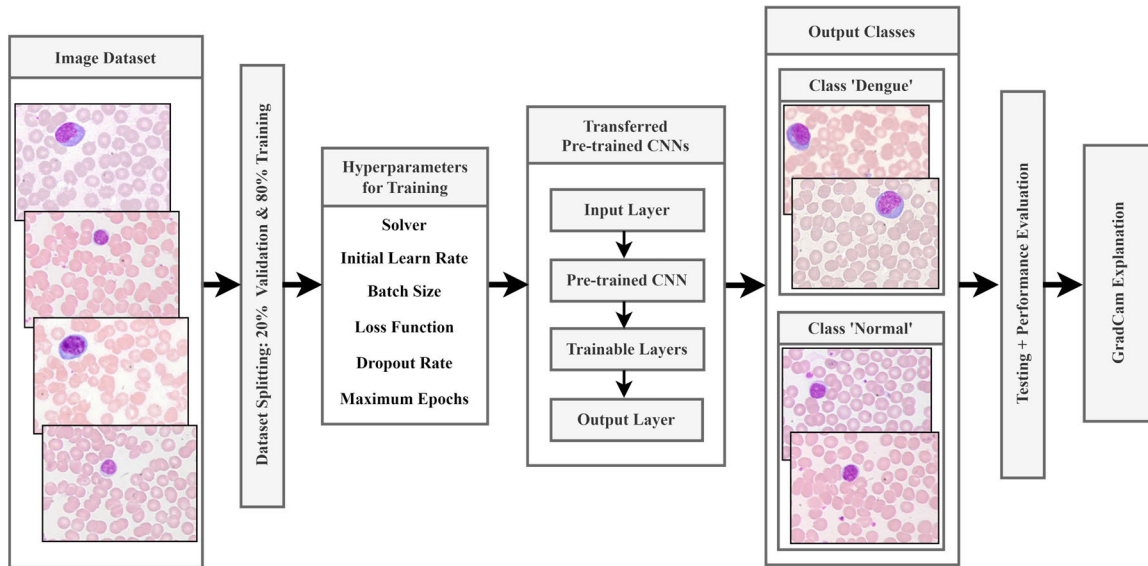 Image Dataset
Dataset Splitting: 20%  Validation & 80% Training
Hyperparameters
for Training
Solver
Initial Learn Rate
Batch Size
Loss Function
Dropout Rate
Maximum Epochs
Transferred
Pre-trained CNNs
Input Layer
Pre-trained CNN
Trainable Layers
Output Layer
Output Classes
Class 'Dengue'
Class 'Normal'
Testing + Performance Evaluation
GradCam Explanation